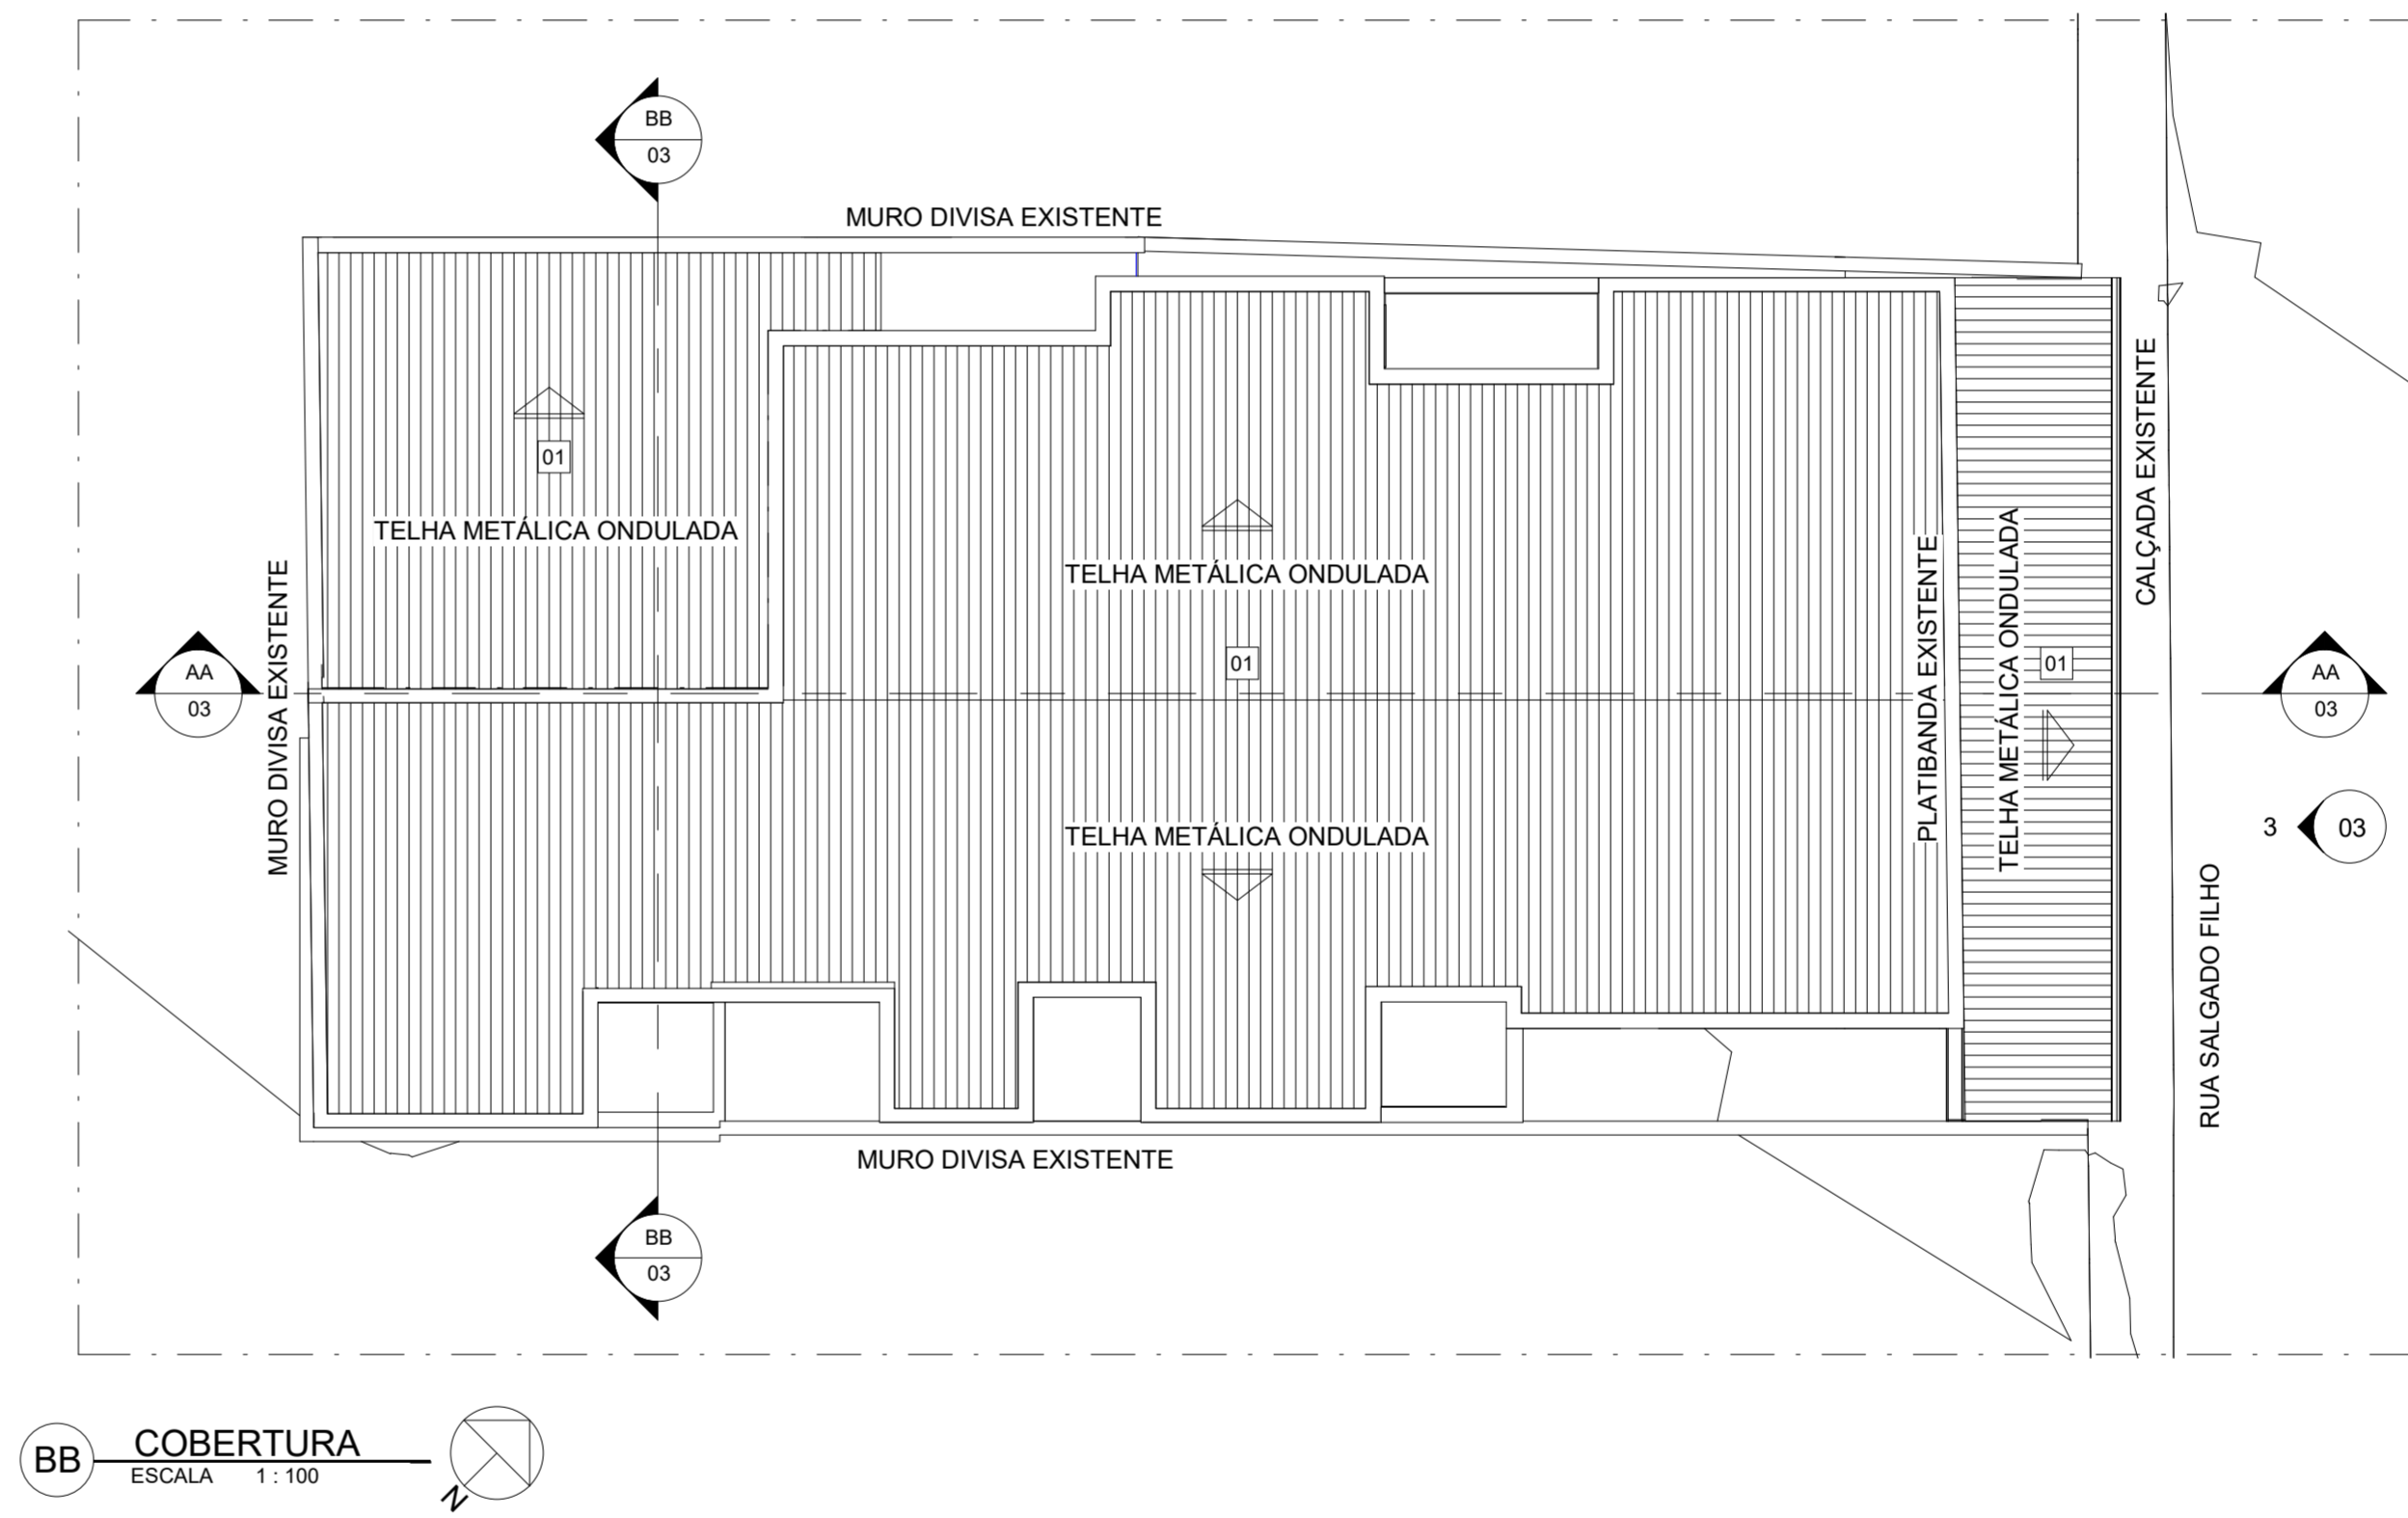 BB
03
MURO DIVISA EXISTENTE
01
TELHA METÁLICA ONDULADA
TELHA METÁLICA ONDULADA
01
TELHA METÁLICA ONDULADA
MURO DIVISA EXISTENTE
AA
03
PLATIBANDA EXISTENTE
TELHA METÁLICA ONDULADA
01
CALÇADA EXISTENTE
AA
03
3
03
RUA SALGADO FILHO
MURO DIVISA EXISTENTE
BB
03
BB
COBERTURA
ESCALA 1 : 100
N